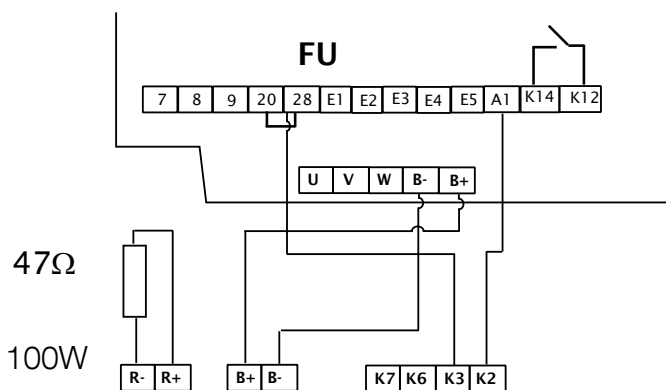 FU
7 8 9 20 28 E1 E2 E3 E4 E5 A1 K14 K12
U V W B- B+
47Ω
100W
R- R+ B+ B- K7 K6 K3 K2